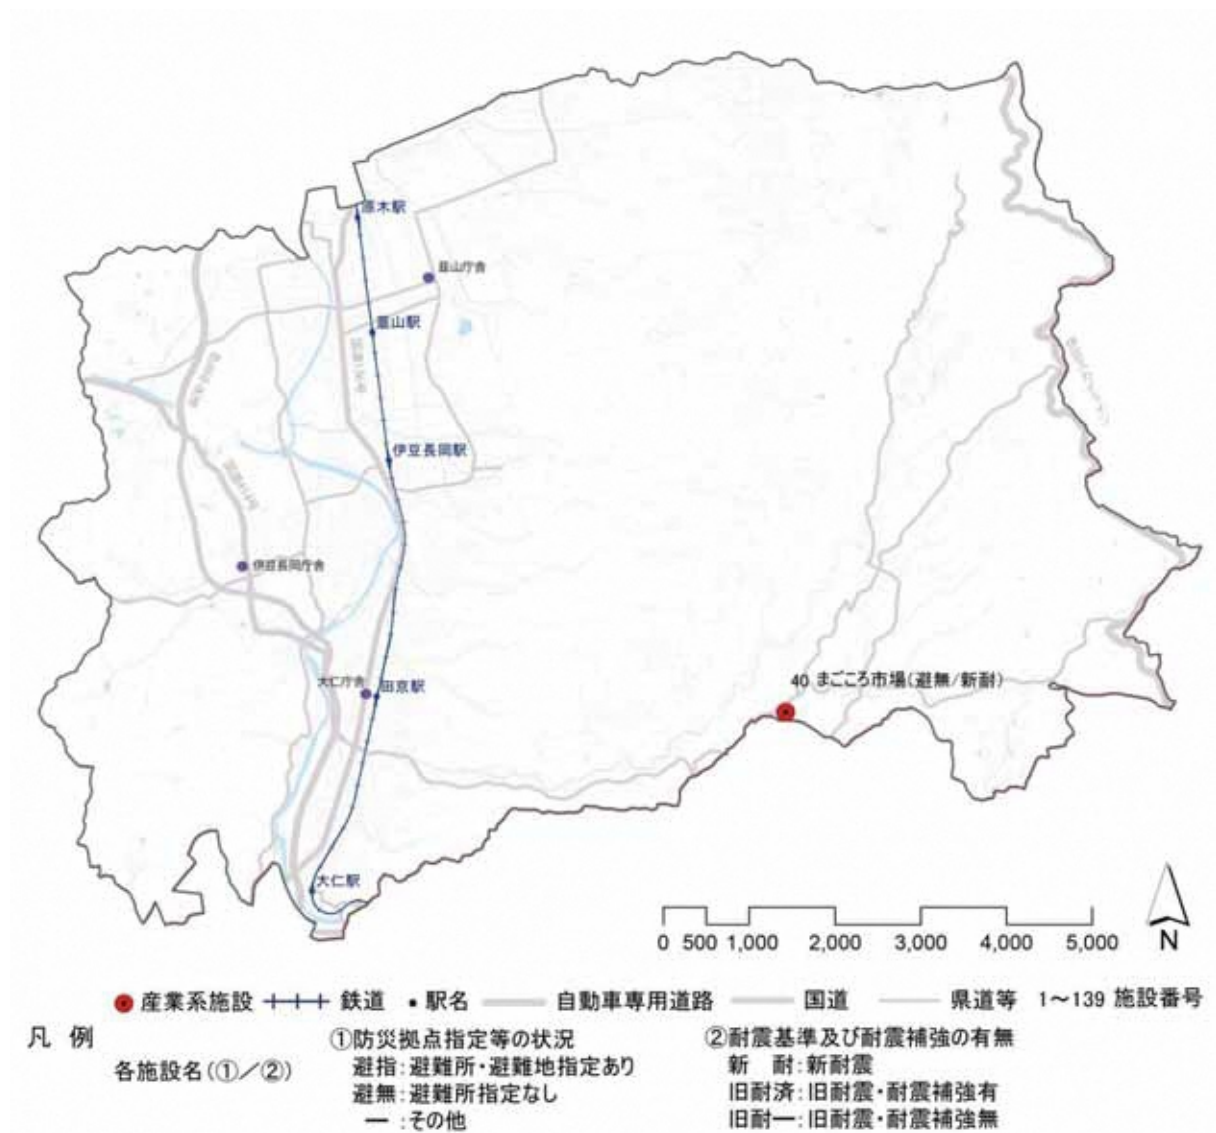 原木駅
韮山庁舎
韮山駅
伊豆長岡駅
伊豆長岡庁舎
大仁庁舎
田京駅
40 まごころ市場(避無/新耐)
大仁駅
0 500 1,000 2,000 3,000 4,000 5,000
N
産業系施設 鉄道 ・駅名 自動車専用道路 国道 県道等 1～139 施設番号
凡 例
各施設名(①／②)
①防災拠点指定等の状況
避指:避難所・避難地指定あり
避無:避難所指定なし
ー:その他
②耐震基準及び耐震補強の有無
新 耐:新耐震
旧耐済:旧耐震・耐震補強有
旧耐ー:旧耐震・耐震補強無